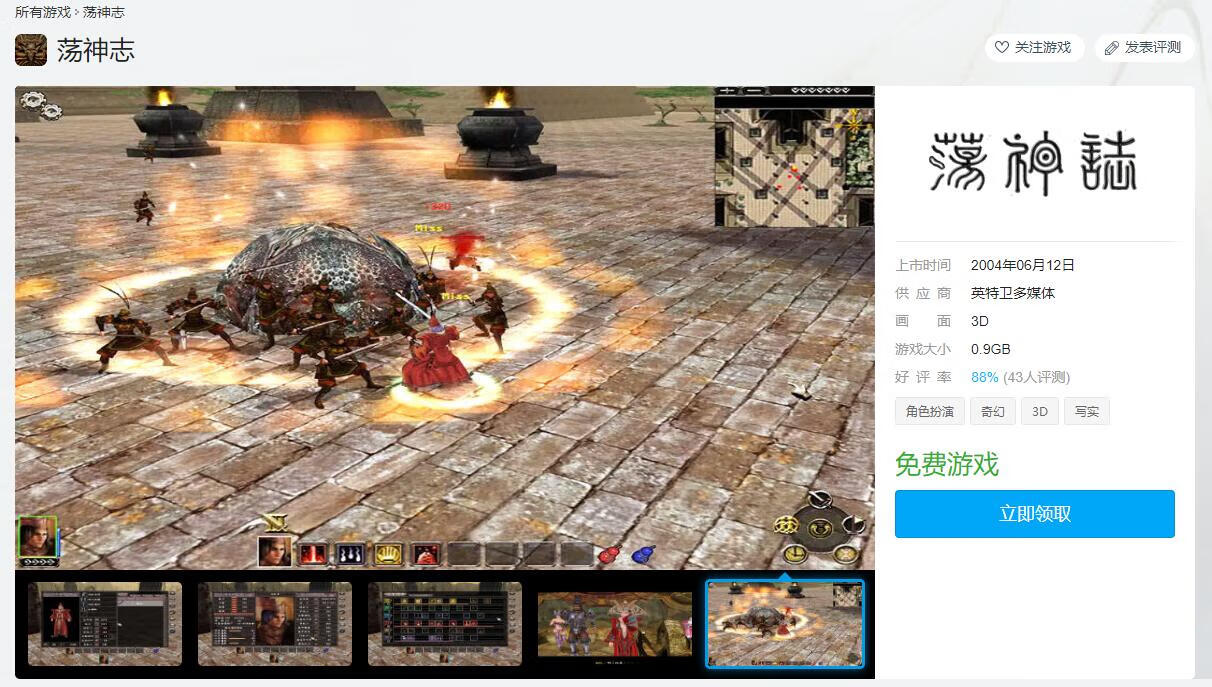 所有游戏 > 荡神志
荡神志
关注游戏
发表评测
荡神誌
上市时间 2004年06月12日
供应商 英特卫多媒体
画面 3D
游戏大小 0.9GB
好评率 88% (43人评测)
角色扮演 奇幻 3D 写实
免费游戏
立即领取
Miss
Miss